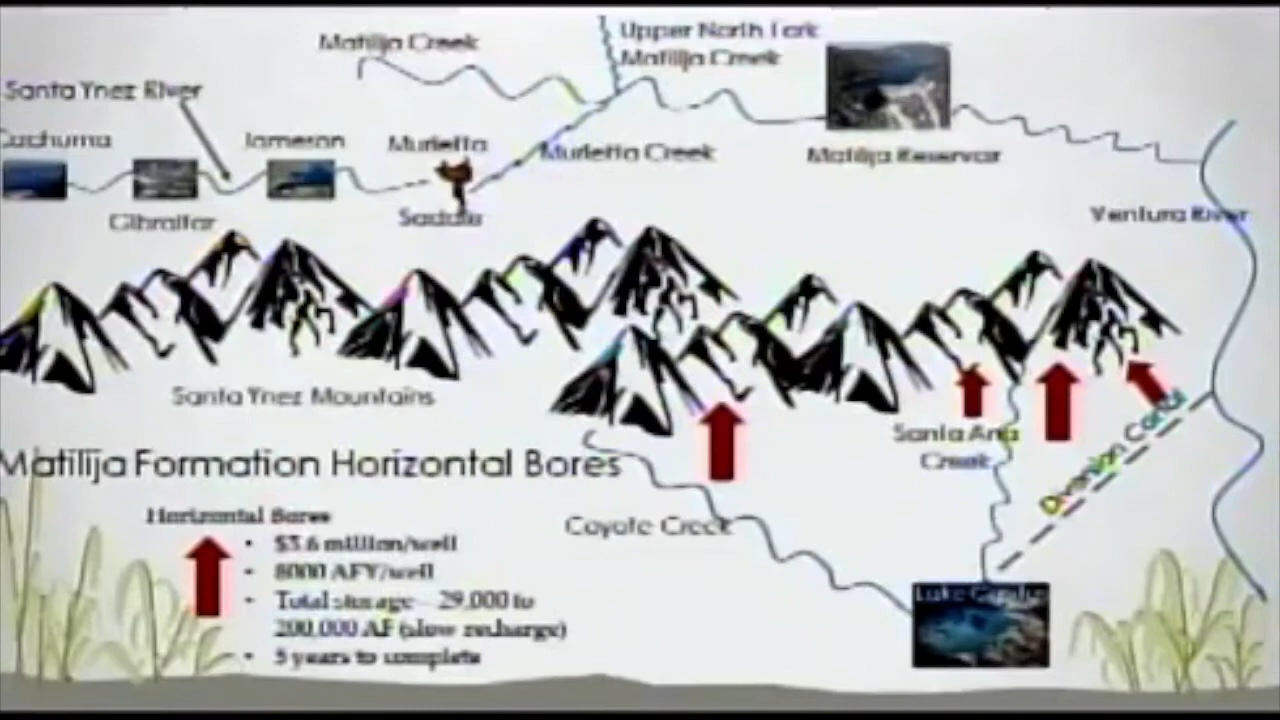 Matilija Creek
Upper North Fork
Matilija Creek
Santa Ynez River
Cachuma
Jameson
Murietta
Murietta Creek
Matilija Reservoir
Gibraltar
Saddle
Ventura River
Santa Ynez Mountains
Santa Ana
Creek
Diversion Canal
Matilija Formation Horizontal Bores
Coyote Creek
Horizontal Bores
• $3.6 million/well
• 8000 AFY/well
• Total storage – 29,000 to
200,000 AF (slow recharge)
• 5 years to complete
Lake Casitas